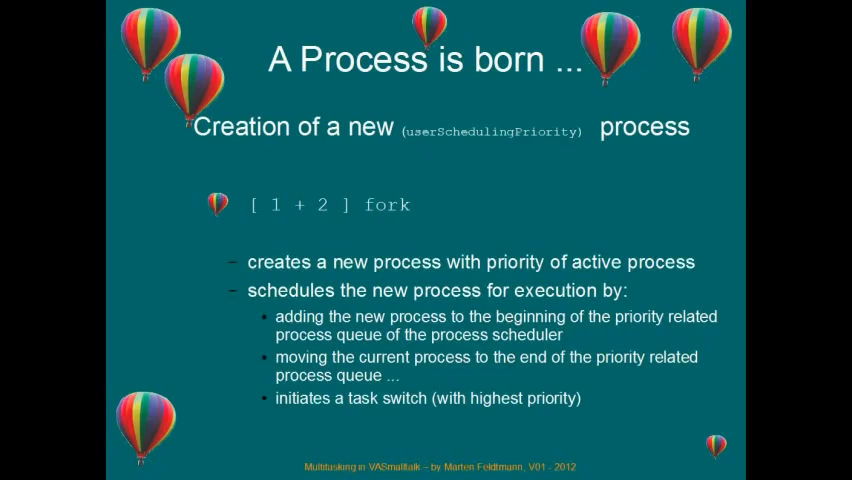 A Process is born ...
Creation of a new (userSchedulingPriority) process
[ 1 + 2 ] fork
– creates a new process with priority of active process
– schedules the new process for execution by:
• adding the new process to the beginning of the priority related
process queue of the process scheduler
• moving the current process to the end of the priority related
process queue ...
• initiates a task switch (with highest priority)
Multitasking in VASmalltalk – by Marten Feldtmann, V01 - 2012